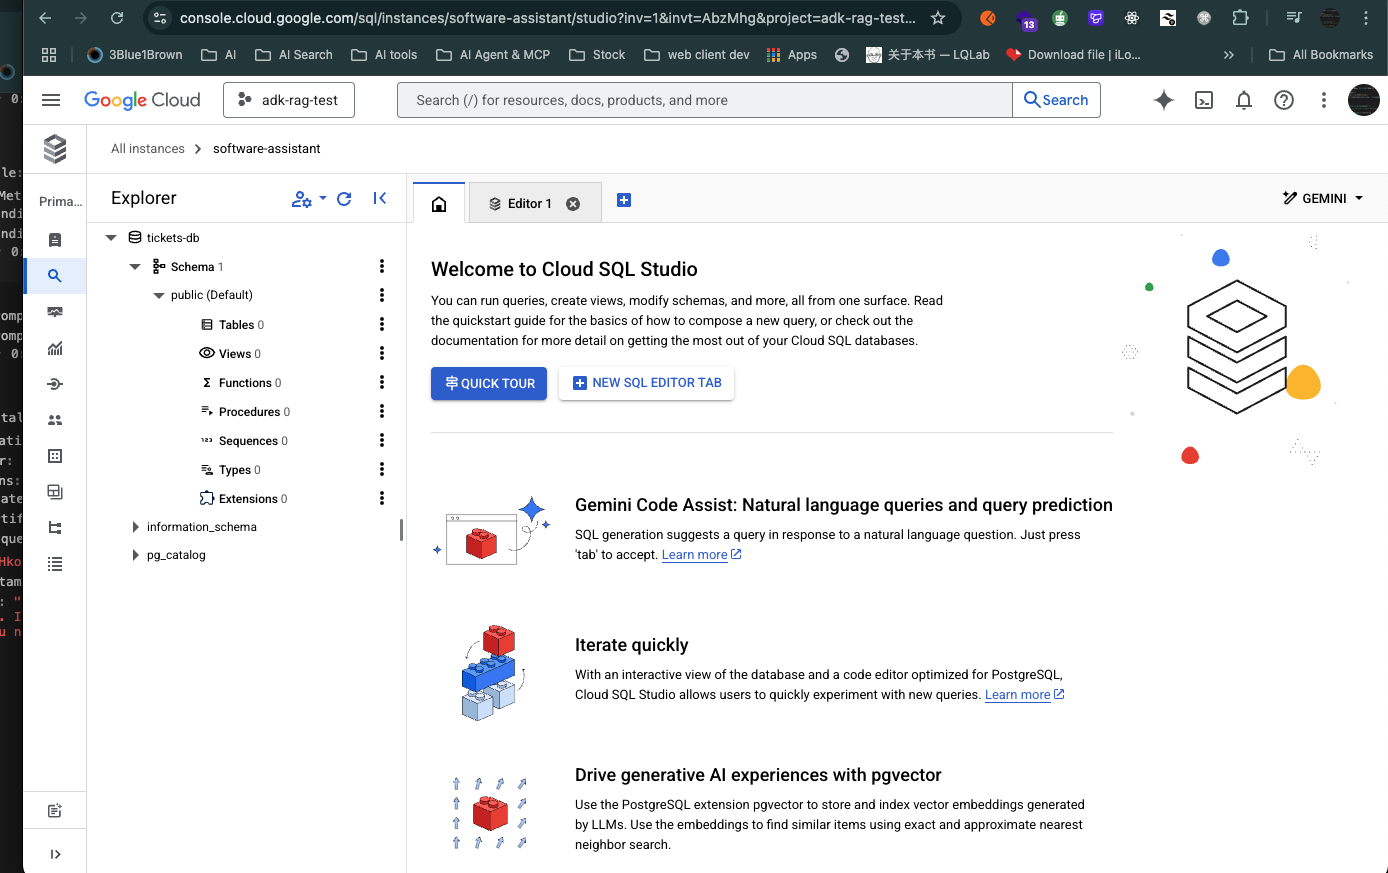 console.cloud.google.com/sql/instances/software-assistant/studio?inv=1&invt=AbzMhg&project=adk-rag-test...
13
3Blue1Brown AI AI Search AI tools AI Agent & MCP Stock web client dev Apps 关于本书 — LQLab Download file | iLo... » All Bookmarks
Google Cloud adk-rag-test Search (/) for resources, docs, products, and more Search
All instances > software-assistant
Prima...
Explorer
Editor 1
GEMINI
tickets-db
Schema 1
public (Default)
Tables 0
Views 0
Functions 0
Procedures 0
Sequences 0
Types 0
Extensions 0
information_schema
pg_catalog
Welcome to Cloud SQL Studio
You can run queries, create views, modify schemas, and more, all from one surface. Read
the quickstart guide for the basics of how to compose a new query, or check out the
documentation for more detail on getting the most out of your Cloud SQL databases.
QUICK TOUR NEW SQL EDITOR TAB
Gemini Code Assist: Natural language queries and query prediction
SQL generation suggests a query in response to a natural language question. Just press
'tab' to accept. Learn more
Iterate quickly
With an interactive view of the database and a code editor optimized for PostgreSQL,
Cloud SQL Studio allows users to quickly experiment with new queries. Learn more
Drive generative AI experiences with pgvector
Use the PostgreSQL extension pgvector to store and index vector embeddings generated
by LLMs. Use the embeddings to find similar items using exact and approximate nearest
neighbor search.